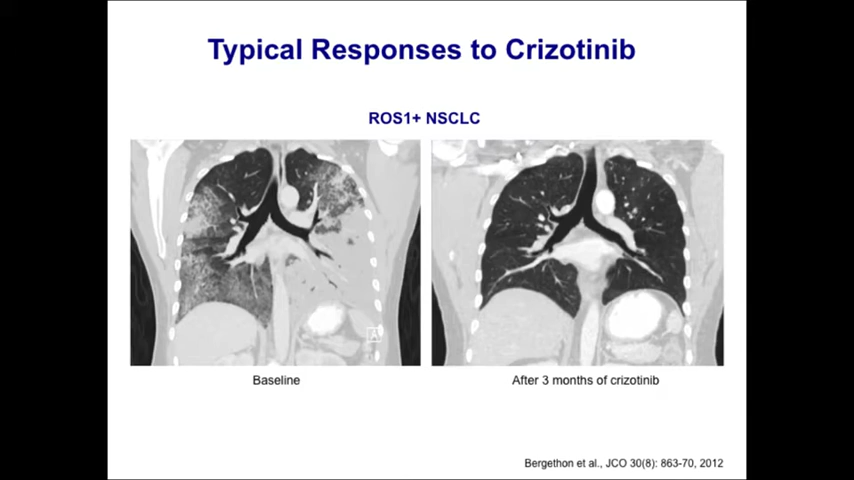 Typical Responses to Crizotinib
ROS1+ NSCLC
A
Baseline
After 3 months of crizotinib
Bergethon et al., JCO 30(8): 863-70, 2012